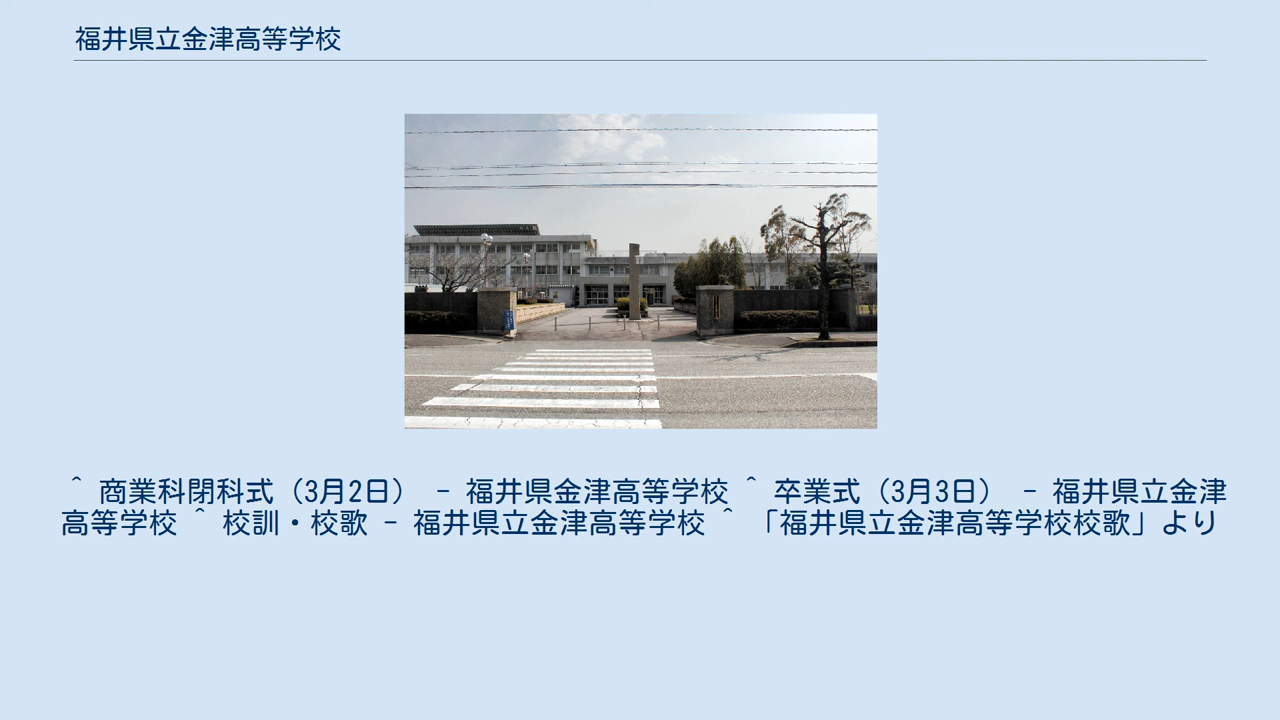 福井県立金津高等学校
^ 商業科閉科式（3月2日） - 福井県金津高等学校 ^ 卒業式（3月3日） - 福井県立金津
高等学校 ^ 校訓・校歌 - 福井県立金津高等学校 ^ 「福井県立金津高等学校校歌」より